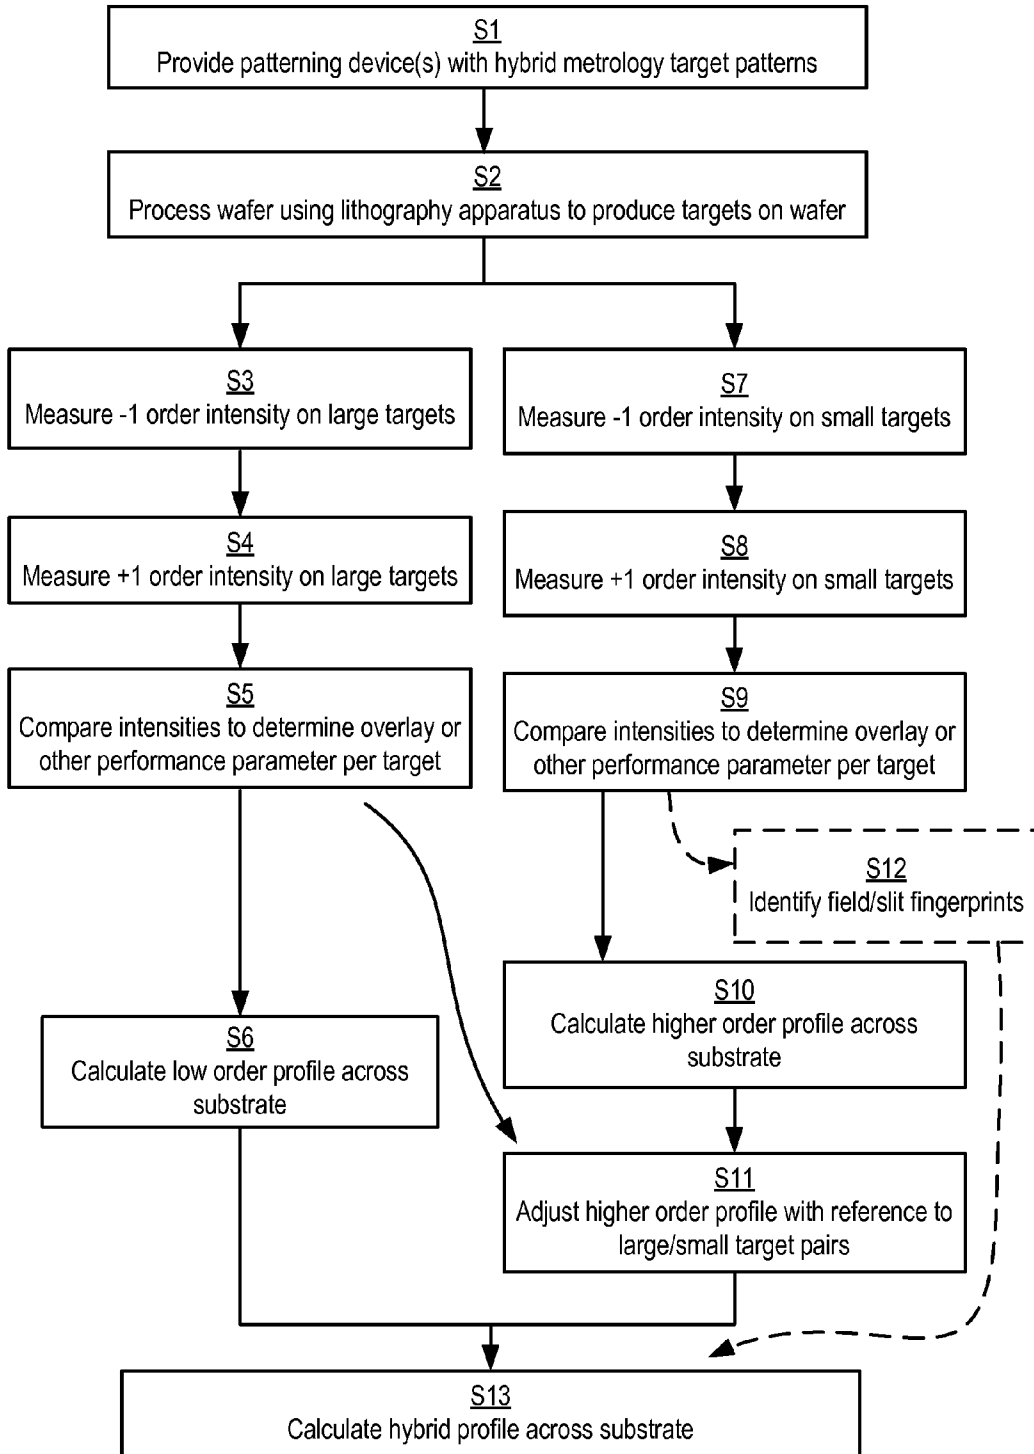 S1
Provide patterning device(s) with hybrid metrology target patterns
S2
Process wafer using lithography apparatus to produce targets on wafer
S3
Measure -1 order intensity on large targets
S7
Measure -1 order intensity on small targets
S4
Measure +1 order intensity on large targets
S8
Measure +1 order intensity on small targets
S5
Compare intensities to determine overlay or
other performance parameter per target
S9
Compare intensities to determine overlay or
other performance parameter per target
S12
Identify field/slit fingerprints
S10
Calculate higher order profile across
substrate
S6
Calculate low order profile across
substrate
S11
Adjust higher order profile with reference to
large/small target pairs
S13
Calculate hybrid profile across substrate